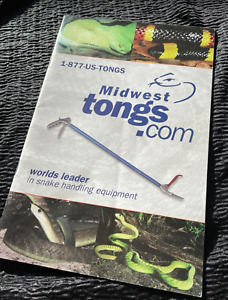 1-877-US-TONGS
Midwest
tongs
.com
worlds leader
in snake handling equipment